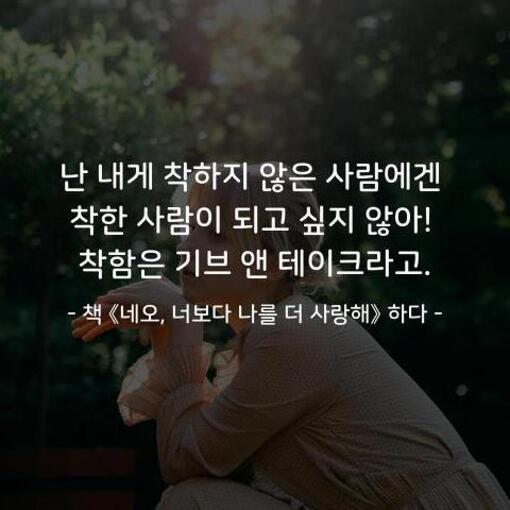 난 내게 착하지 않은 사람에겐
착한 사람이 되고 싶지 않아!
착함은 기브 앤 테이크라고.
- 책 《네오, 너보다 나를 더 사랑해》 하다 -